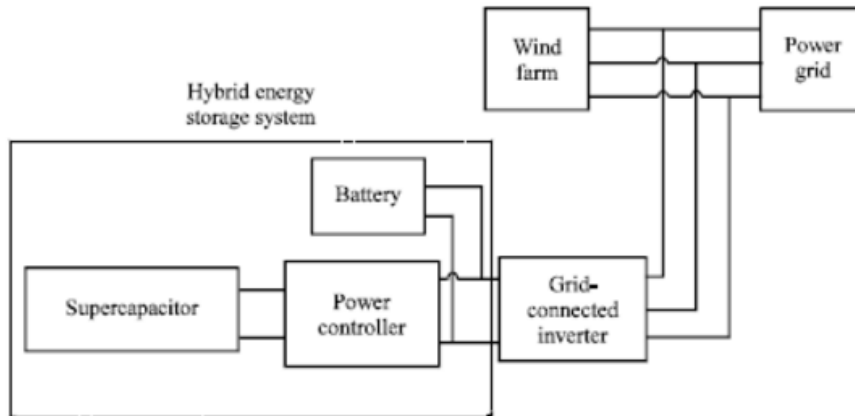 Wind
farm
Power
grid
Hybrid energy
storage system
Battery
Supercapacitor
Power
controller
Grid-
connected
inverter